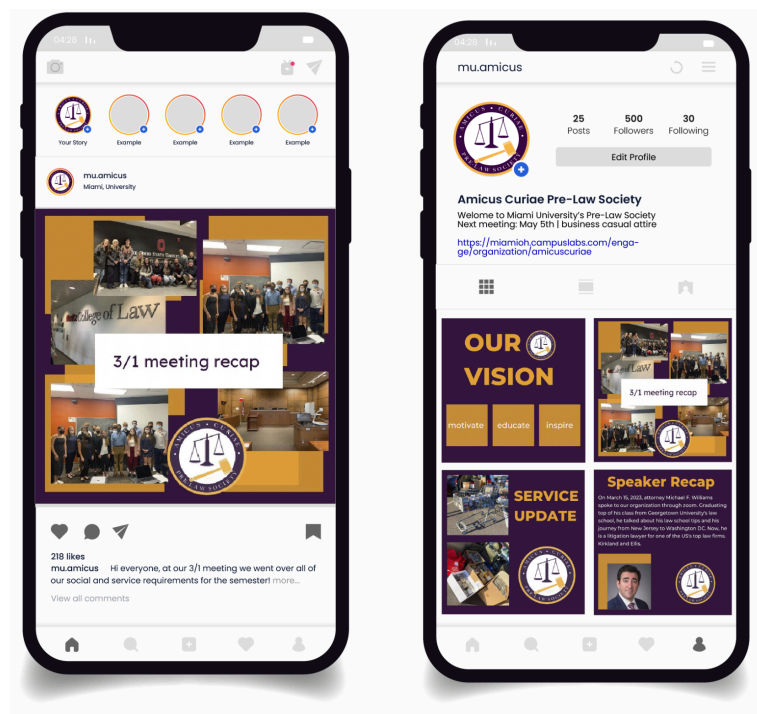 04:28
Your Story
Example
Example
Example
Example
mu.amicus
Miami, University
College of Law
3/1 meeting recap
AMICUS CURIAE
PRE-LAW SOCIETY
218 likes
mu.amicus Hi everyone, at our 3/1 meeting we went over all of
our social and service requirements for the semester! more...
View all comments
04:28
mu.amicus
AMICUS CURIAE
PRE-LAW SOCIETY
25
Posts
500
Followers
30
Following
Edit Profile
Amicus Curiae Pre-Law Society
Welome to Miami University's Pre-Law Society
Next meeting: May 5th | business casual attire
https://miamioh.campuslabs.com/enga-
ge/organization/amicuscuriae
OUR
VISION
motivate
educate
inspire
of Law
3/1 meeting recap
SERVICE
UPDATE
Speaker Recap
On March 15, 2023, attorney Michael F. Williams
spoke to our organization through zoom. Graduating
top of his class from Georgetown University's law
school, he talked about his law school tips and his
journey from New Jersey to Washington DC. Now, he
is a litigation lawyer for one of the US's top law firms.
Kirkland and Ellis.